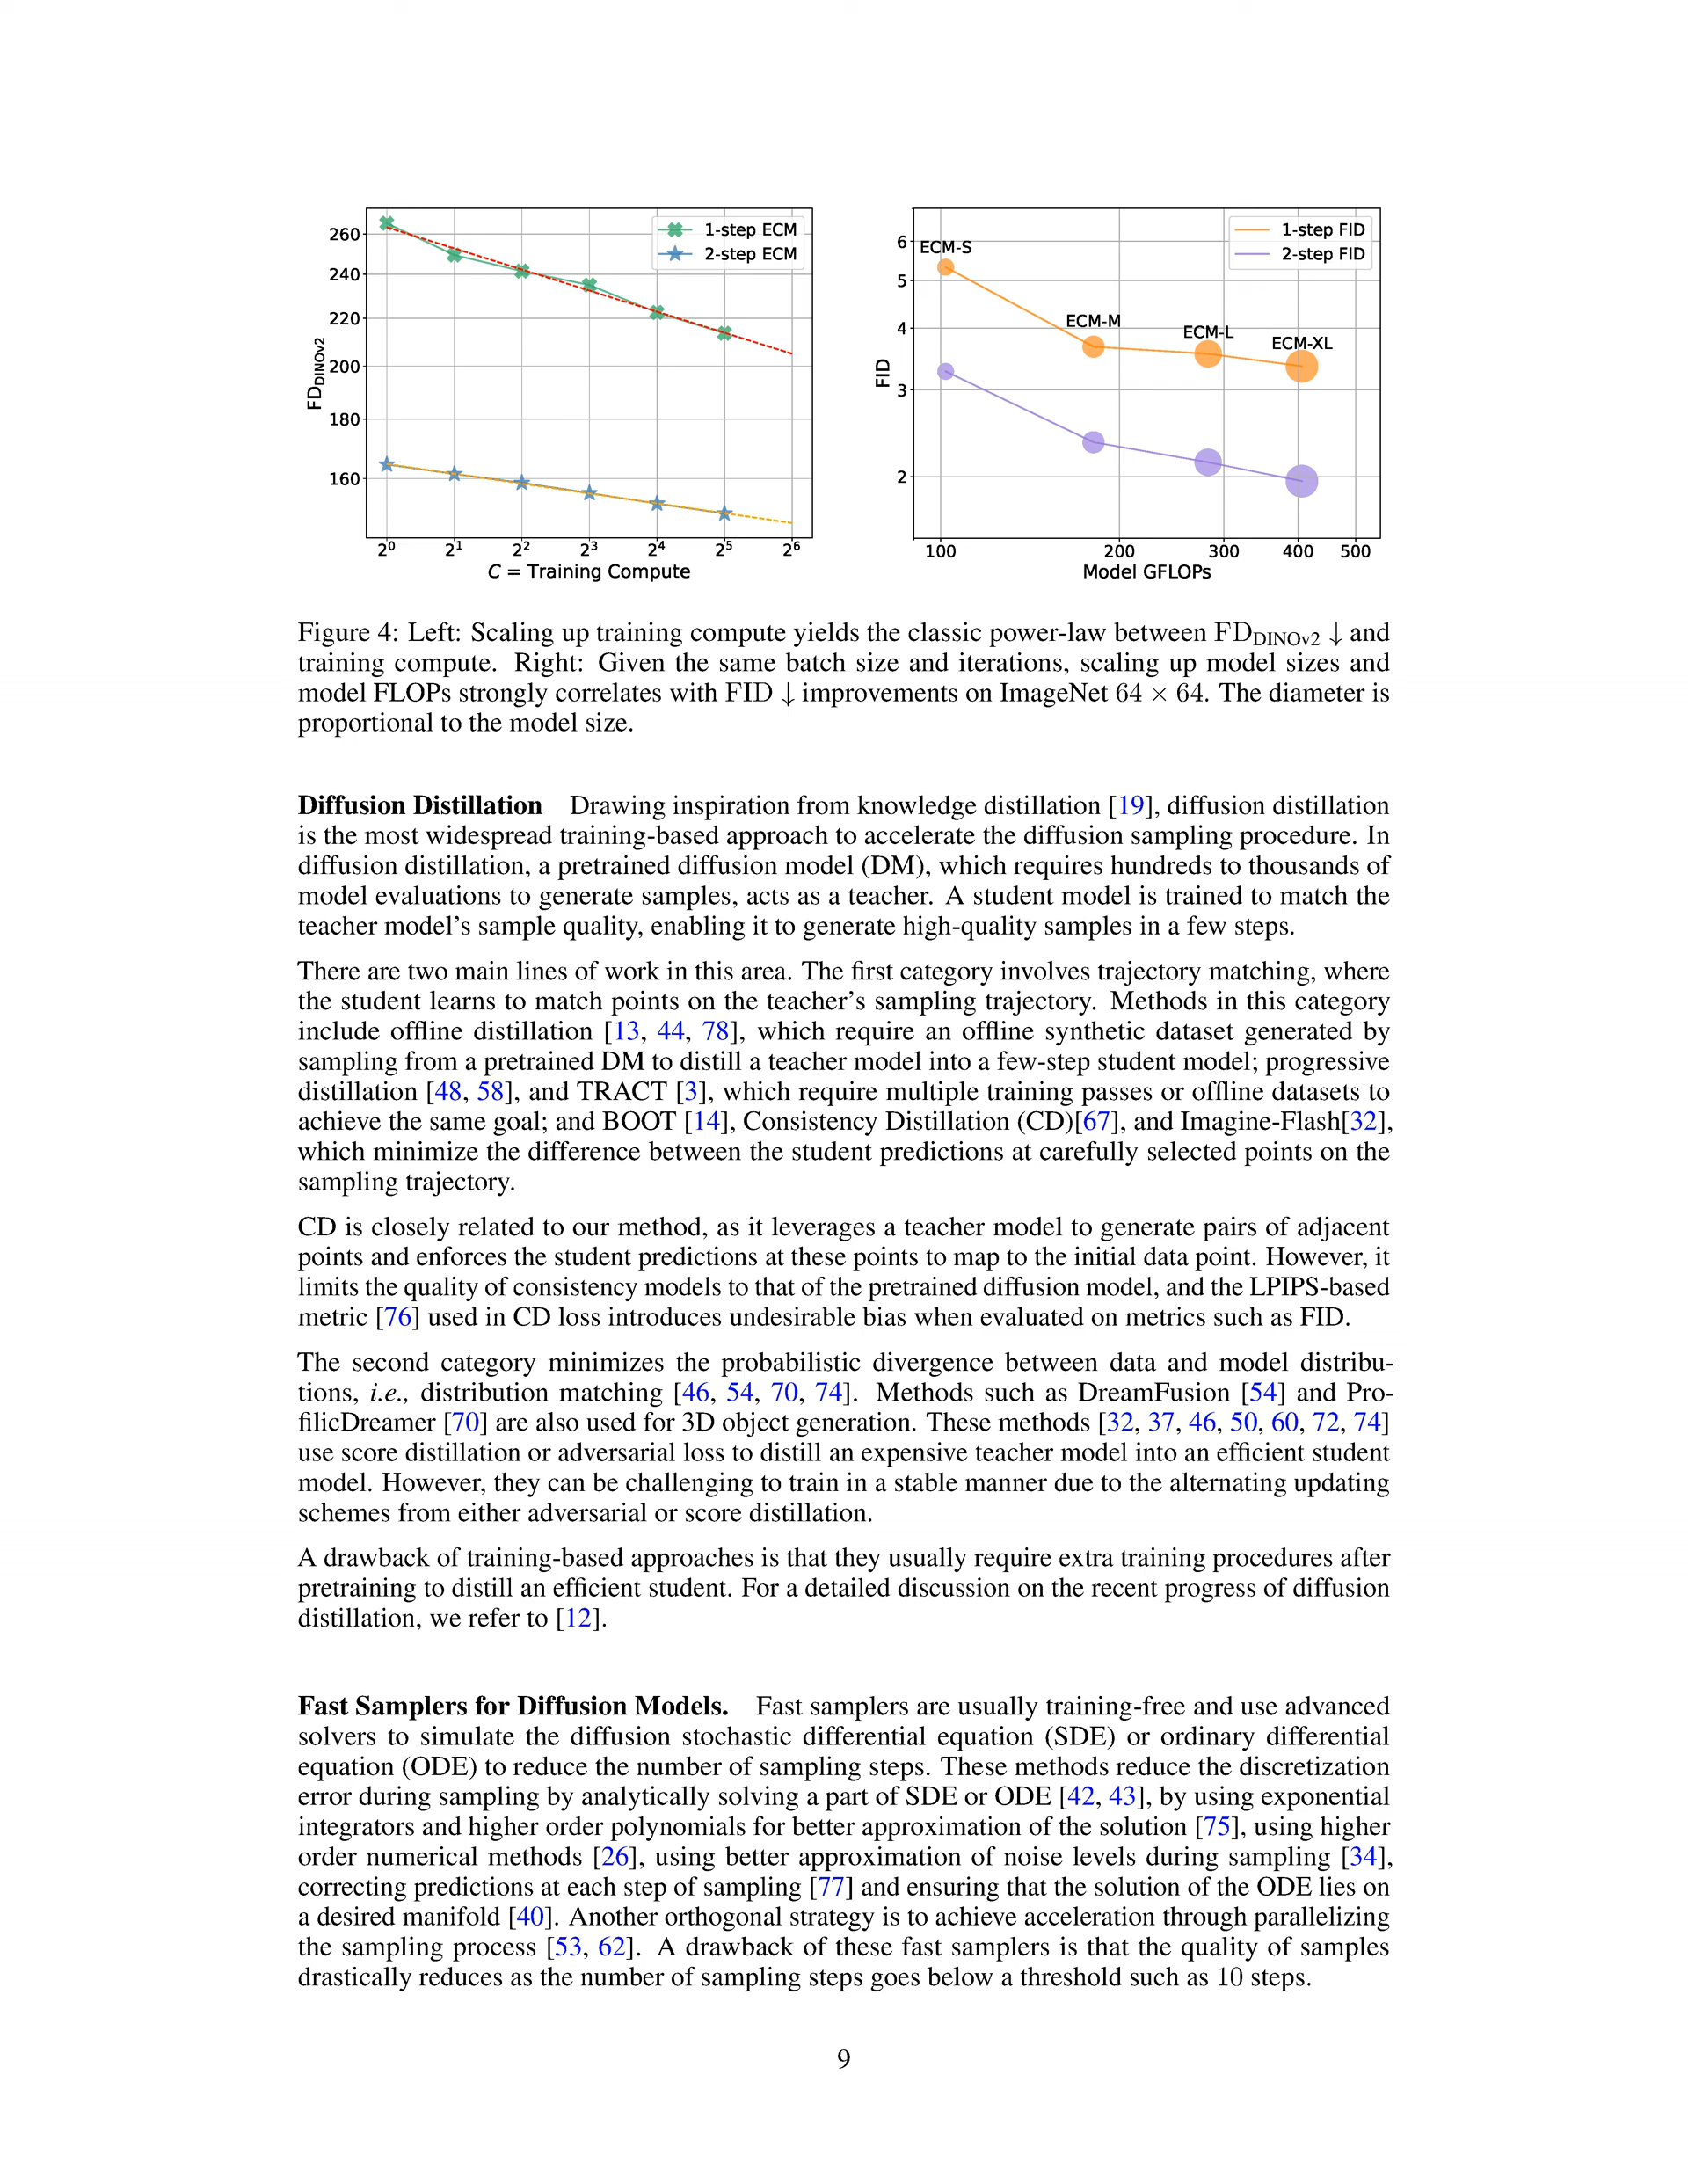 260
240
220
200
180
160
FD_DINOv2
1-step ECM
2-step ECM
2^0 2^1 2^2 2^3 2^4 2^5 2^6
C = Training Compute
6
5
4
3
2
FID
ECM-S
ECM-M
ECM-L
ECM-XL
1-step FID
2-step FID
100 200 300 400 500
Model GFLOPs
Figure 4: Left: Scaling up training compute yields the classic power-law between FD_DINOv2 ↓ and
training compute. Right: Given the same batch size and iterations, scaling up model sizes and
model FLOPs strongly correlates with FID ↓ improvements on ImageNet 64 × 64. The diameter is
proportional to the model size.
Diffusion Distillation Drawing inspiration from knowledge distillation [19], diffusion distillation
is the most widespread training-based approach to accelerate the diffusion sampling procedure. In
diffusion distillation, a pretrained diffusion model (DM), which requires hundreds to thousands of
model evaluations to generate samples, acts as a teacher. A student model is trained to match the
teacher model's sample quality, enabling it to generate high-quality samples in a few steps.
There are two main lines of work in this area. The first category involves trajectory matching, where
the student learns to match points on the teacher's sampling trajectory. Methods in this category
include offline distillation [13, 44, 78], which require an offline synthetic dataset generated by
sampling from a pretrained DM to distill a teacher model into a few-step student model; progressive
distillation [48, 58], and TRACT [3], which require multiple training passes or offline datasets to
achieve the same goal; and BOOT [14], Consistency Distillation (CD)[67], and Imagine-Flash[32],
which minimize the difference between the student predictions at carefully selected points on the
sampling trajectory.
CD is closely related to our method, as it leverages a teacher model to generate pairs of adjacent
points and enforces the student predictions at these points to map to the initial data point. However, it
limits the quality of consistency models to that of the pretrained diffusion model, and the LPIPS-based
metric [76] used in CD loss introduces undesirable bias when evaluated on metrics such as FID.
The second category minimizes the probabilistic divergence between data and model distribu-
tions, i.e., distribution matching [46, 54, 70, 74]. Methods such as DreamFusion [54] and Pro-
filicDreamer [70] are also used for 3D object generation. These methods [32, 37, 46, 50, 60, 72, 74]
use score distillation or adversarial loss to distill an expensive teacher model into an efficient student
model. However, they can be challenging to train in a stable manner due to the alternating updating
schemes from either adversarial or score distillation.
A drawback of training-based approaches is that they usually require extra training procedures after
pretraining to distill an efficient student. For a detailed discussion on the recent progress of diffusion
distillation, we refer to [12].
Fast Samplers for Diffusion Models. Fast samplers are usually training-free and use advanced
solvers to simulate the diffusion stochastic differential equation (SDE) or ordinary differential
equation (ODE) to reduce the number of sampling steps. These methods reduce the discretization
error during sampling by analytically solving a part of SDE or ODE [42, 43], by using exponential
integrators and higher order polynomials for better approximation of the solution [75], using higher
order numerical methods [26], using better approximation of noise levels during sampling [34],
correcting predictions at each step of sampling [77] and ensuring that the solution of the ODE lies on
a desired manifold [40]. Another orthogonal strategy is to achieve acceleration through parallelizing
the sampling process [53, 62]. A drawback of these fast samplers is that the quality of samples
drastically reduces as the number of sampling steps goes below a threshold such as 10 steps.
9